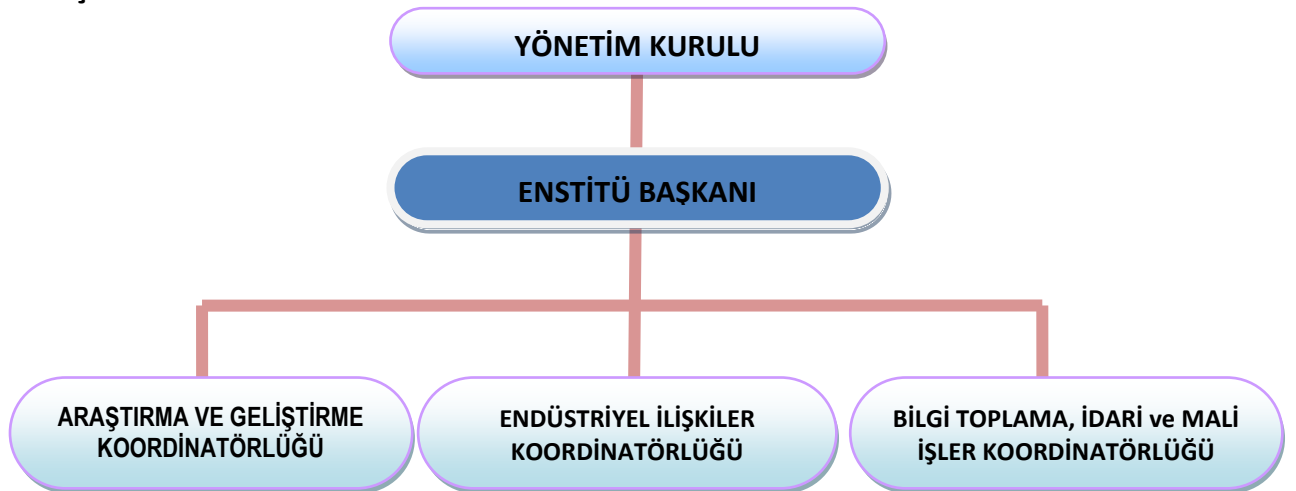 YÖNETİM KURULU
ENSTİTÜ BAŞKANI
ARAŞTIRMA VE GELİŞTİRME
KOORDİNATÖRLÜĞÜ
ENDÜSTRİYEL İLİŞKİLER
KOORDİNATÖRLÜĞÜ
BİLGİ TOPLAMA, İDARİ ve MALİ
İŞLER KOORDİNATÖRLÜĞÜ